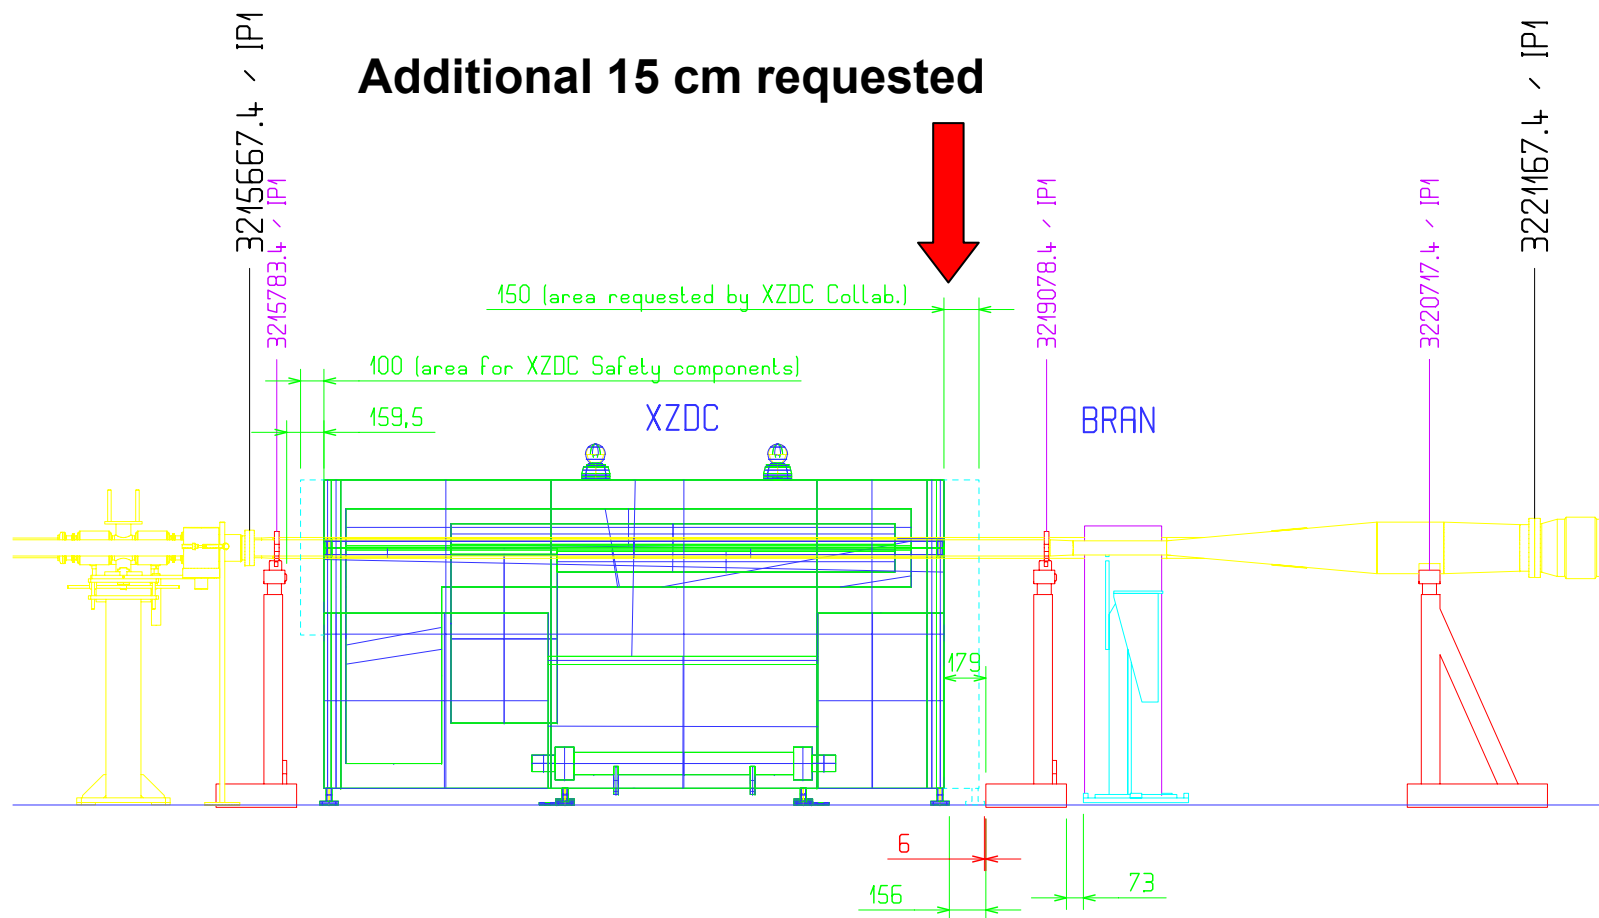 Additional 15 cm requested
3215667.4 / IP1
3215783.4 / IP1
3219078.4 / IP1
3220717.4 / IP1
3221167.4 / IP1
150 (area requested by XZDC Collab.)
100 (area for XZDC Safety components)
159,5
XZDC
BRAN
179
6
156
73